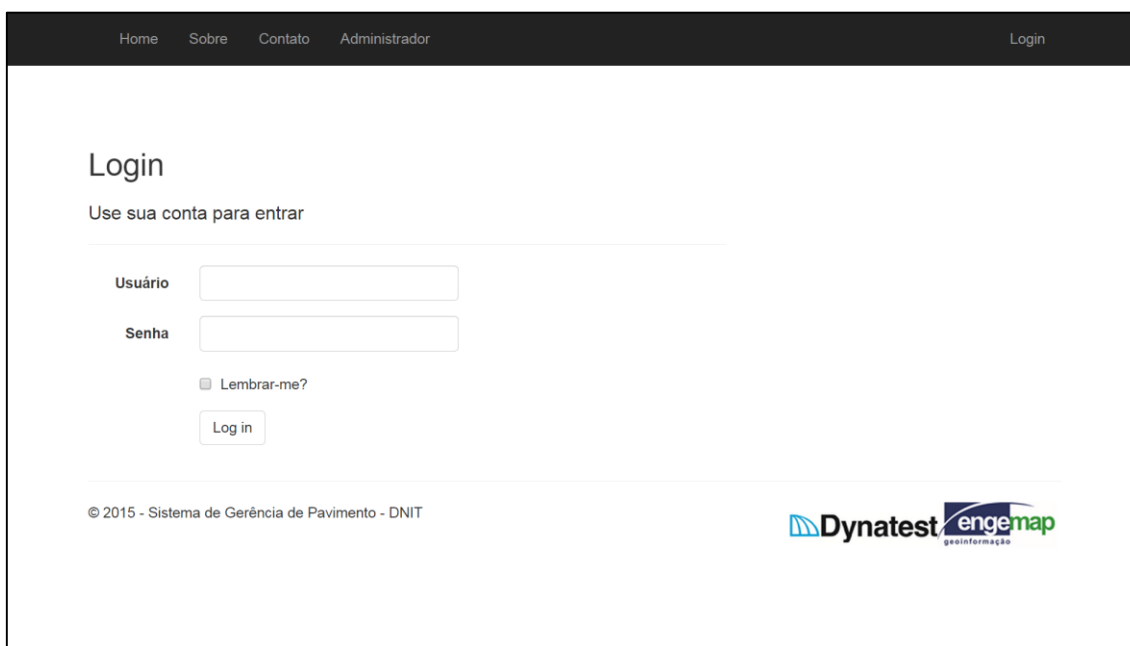 Home Sobre Contato Administrador Login
Login
Use sua conta para entrar
Usuário
Senha
Lembrar-me?
Log in
© 2015 - Sistema de Gerência de Pavimento - DNIT
Dynatest engemap
geoinformação